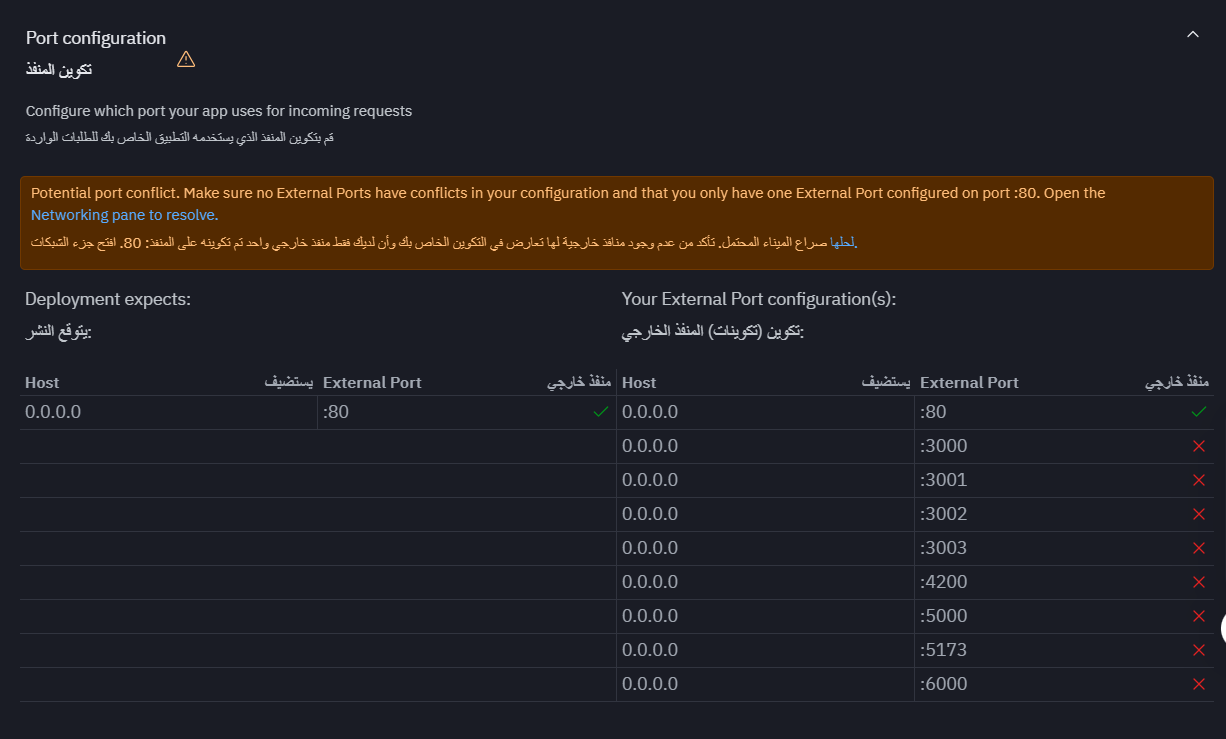 Port configuration
تكوين المنفذ
Configure which port your app uses for incoming requests
قم بتكوين المنفذ الذي يستخدمه التطبيق الخاص بك للطلبات الواردة
Potential port conflict. Make sure no External Ports have conflicts in your configuration and that you only have one External Port configured on port :80. Open the
Networking pane to resolve.
صراع الميناء المحتمل. تأكد من عدم وجود منافذ خارجية لها تعارض في التكوين الخاص بك وأن لديك فقط منفذ خارجي واحد تم تكوينه على المنفذ: 80. افتح جزء الشبكات لحلها.
Deployment expects:
يتوقع النشر:
Your External Port configuration(s):
تكوين (تكوينات) المنفذ الخارجي:
Host يستضيف External Port منفذ خارجي Host يستضيف External Port منفذ خارجي
0.0.0.0 :80 0.0.0.0 :80
0.0.0.0 :3000
0.0.0.0 :3001
0.0.0.0 :3002
0.0.0.0 :3003
0.0.0.0 :4200
0.0.0.0 :5000
0.0.0.0 :5173
0.0.0.0 :6000